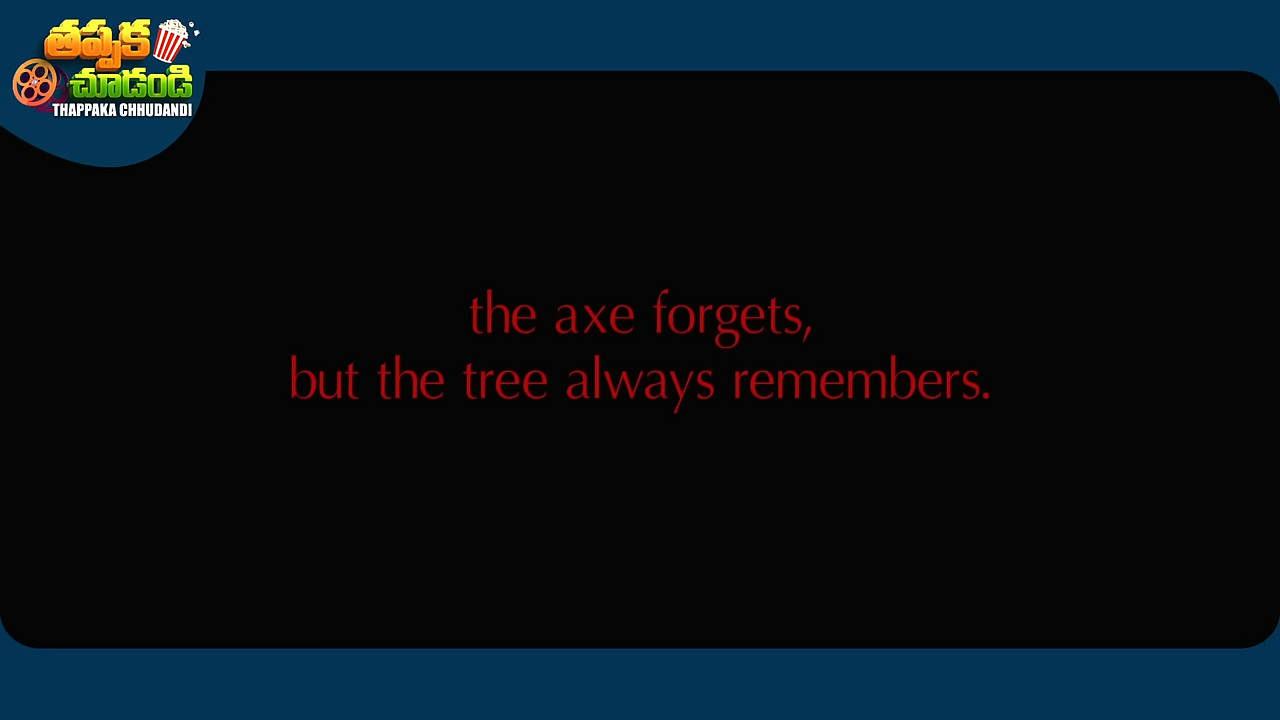 తప్పక
చూడండి
THAPPAKA CHHUDANDI
the axe forgets,
but the tree always remembers.